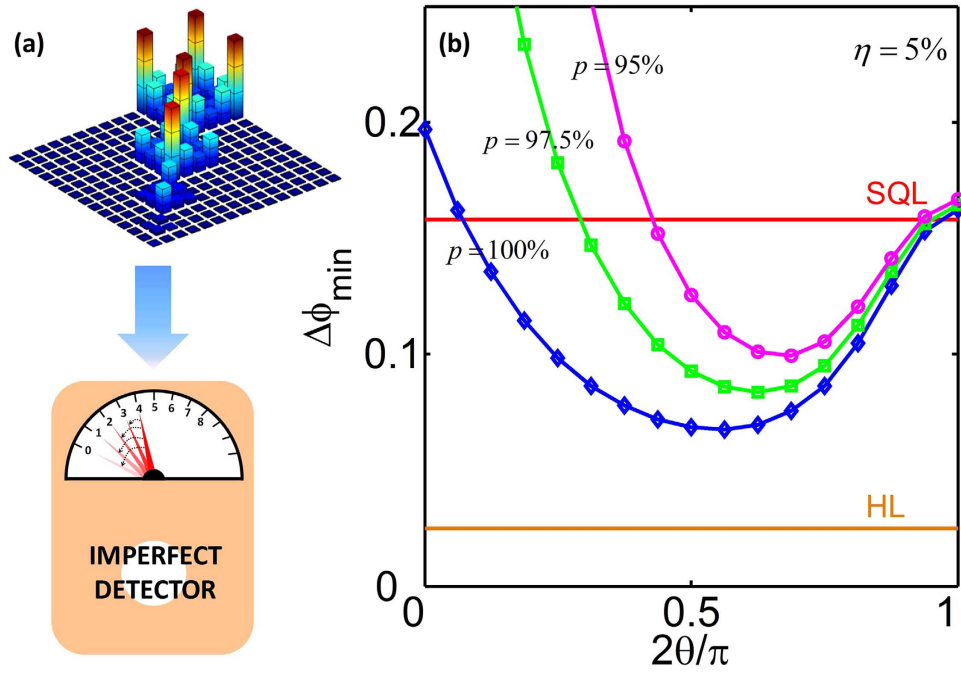 (a)
0 1 2 3 4 5 6 7 8
IMPERFECT
DETECTOR
(b)
η = 5%
p = 95%
p = 97.5%
p = 100%
SQL
HL
Δϕmin
0.2
0.1
0
0 0.5 1
2θ/π